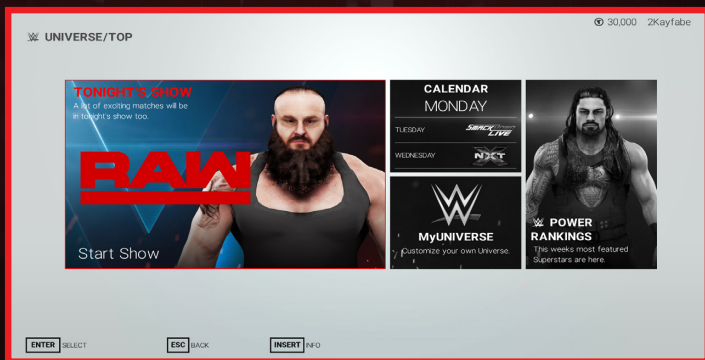 30,000 2Kayfabe
UNIVERSE/TOP
TONIGHT'S SHOW
A lot of exciting matches will be
in tonight's show too.
RAW
Start Show
CALENDAR
MONDAY
TUESDAY SMACKDOWN LIVE
WEDNESDAY NXT
MyUNIVERSE
Customize your own Universe.
POWER
RANKINGS
This weeks most featured
Superstars are here.
ENTER SELECT ESC BACK INSERT INFO